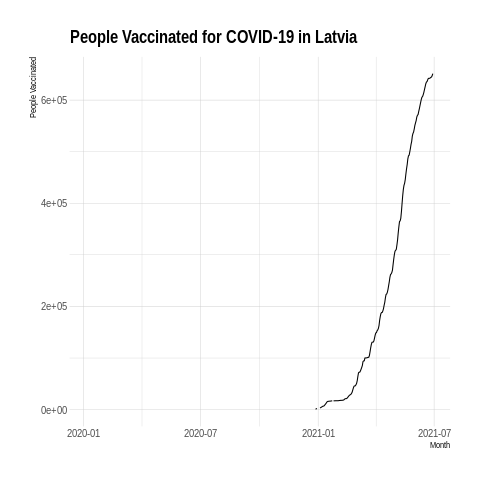 People Vaccinated for COVID-19 in Latvia
People Vaccinated
6e+05
4e+05
2e+05
0e+00
2020-01 2020-07 2021-01 2021-07
Month